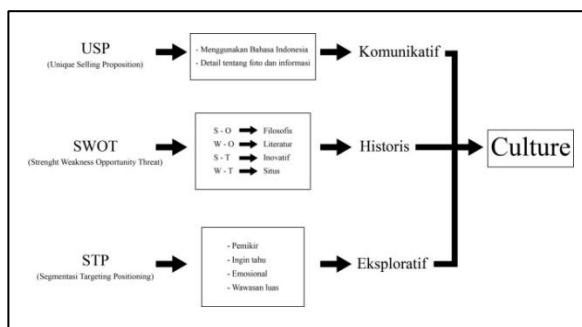 USP
(Unique Selling Proposition)
- Menggunakan Bahasa Indonesia
- Detail tentang foto dan informasi
Komunikatif
SWOT
(Strenght Weakness Opportunity Threat)
S - O Filosofis
W - O Literatur
S - T Inovatif
W - T Situs
Historis
Culture
STP
(Segmentasi Targeting Positioning)
- Pemikir
- Ingin tahu
- Emosional
- Wawasan luas
Eksploratif